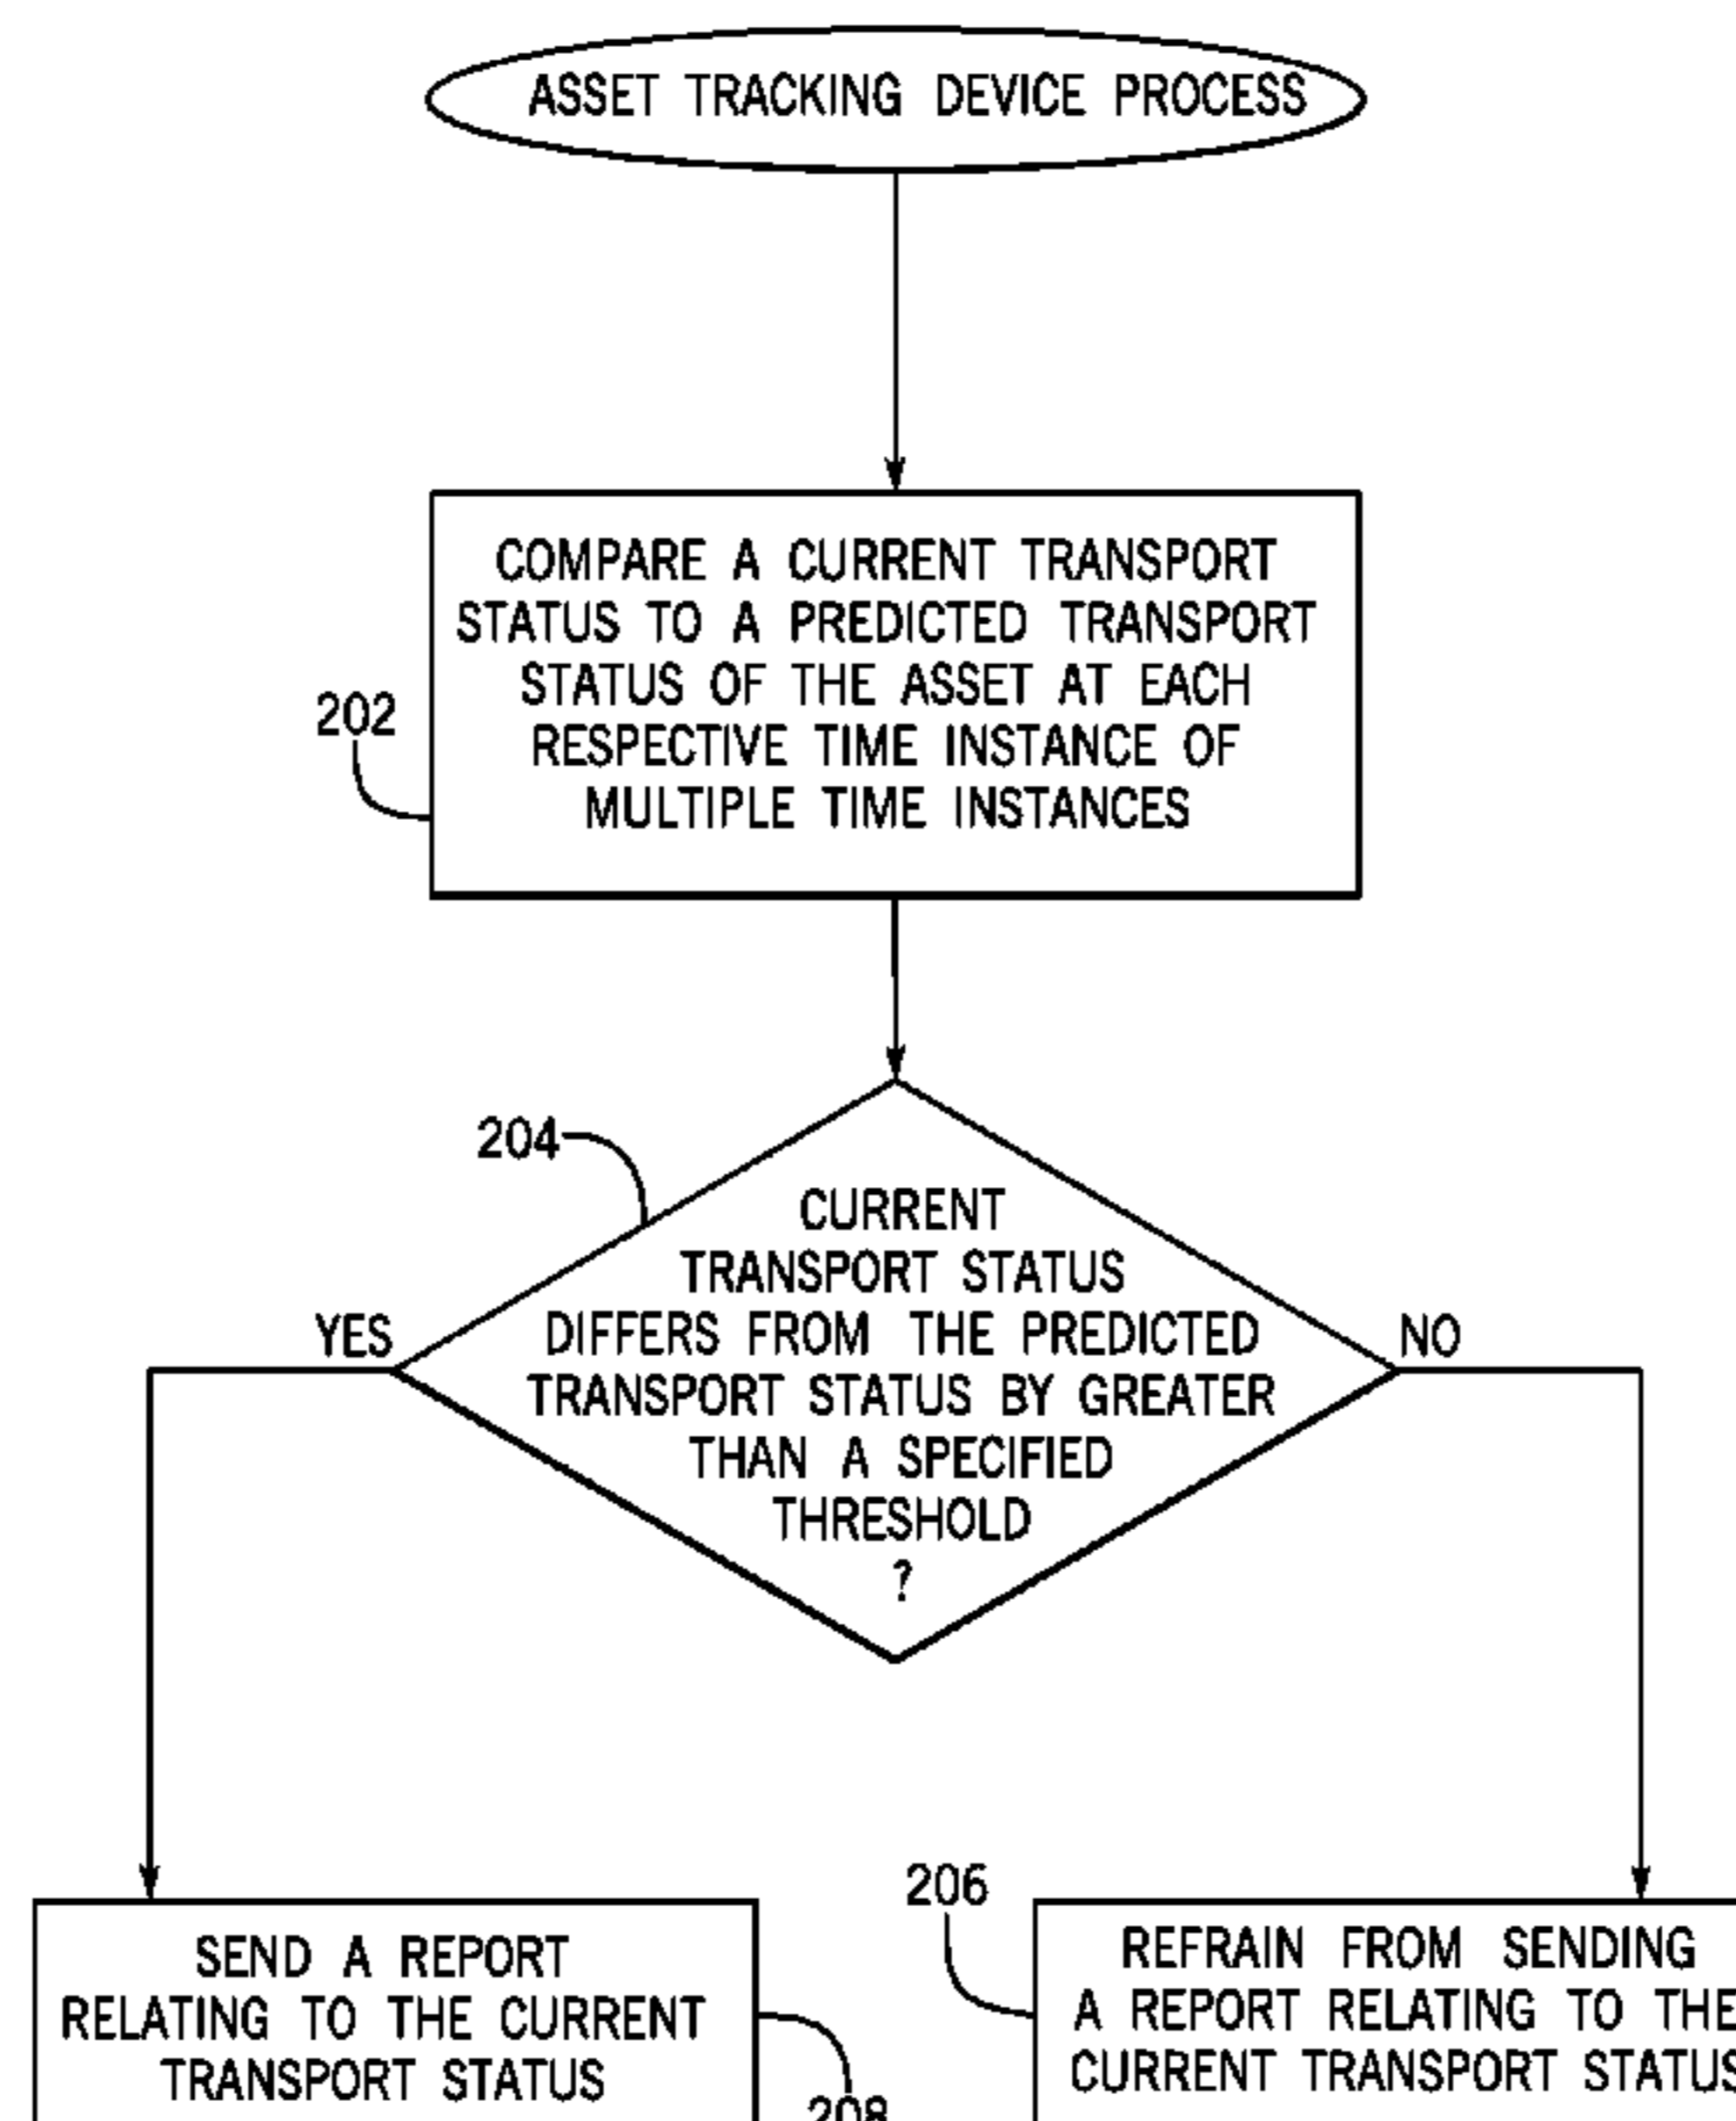 ASSET TRACKING DEVICE PROCESS
COMPARE A CURRENT TRANSPORT
STATUS TO A PREDICTED TRANSPORT
STATUS OF THE ASSET AT EACH
RESPECTIVE TIME INSTANCE OF
MULTIPLE TIME INSTANCES
202
204
CURRENT
TRANSPORT STATUS
DIFFERS FROM THE PREDICTED
TRANSPORT STATUS BY GREATER
THAN A SPECIFIED
THRESHOLD
?
YES
NO
SEND A REPORT
RELATING TO THE CURRENT
TRANSPORT STATUS
208
206
REFRAIN FROM SENDING
A REPORT RELATING TO THE
CURRENT TRANSPORT STATUS